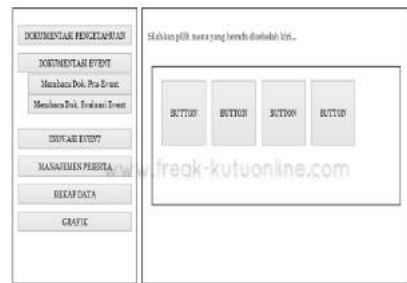 DOKUMENTASI PENGETAHUAN
DOKUMENTASI EVENT
Membaca Dok. Pra-Event
Membaca Dok. Evaluasi Event
INOVASI EVENT
MANAJEMEN PESERTA
REKAP DATA
GRAFIK
Silahkan pilih menu yang berada disebelah kiri...
BUTTON BUTTON BUTTON BUTTON
www.freak-kutuonline.com